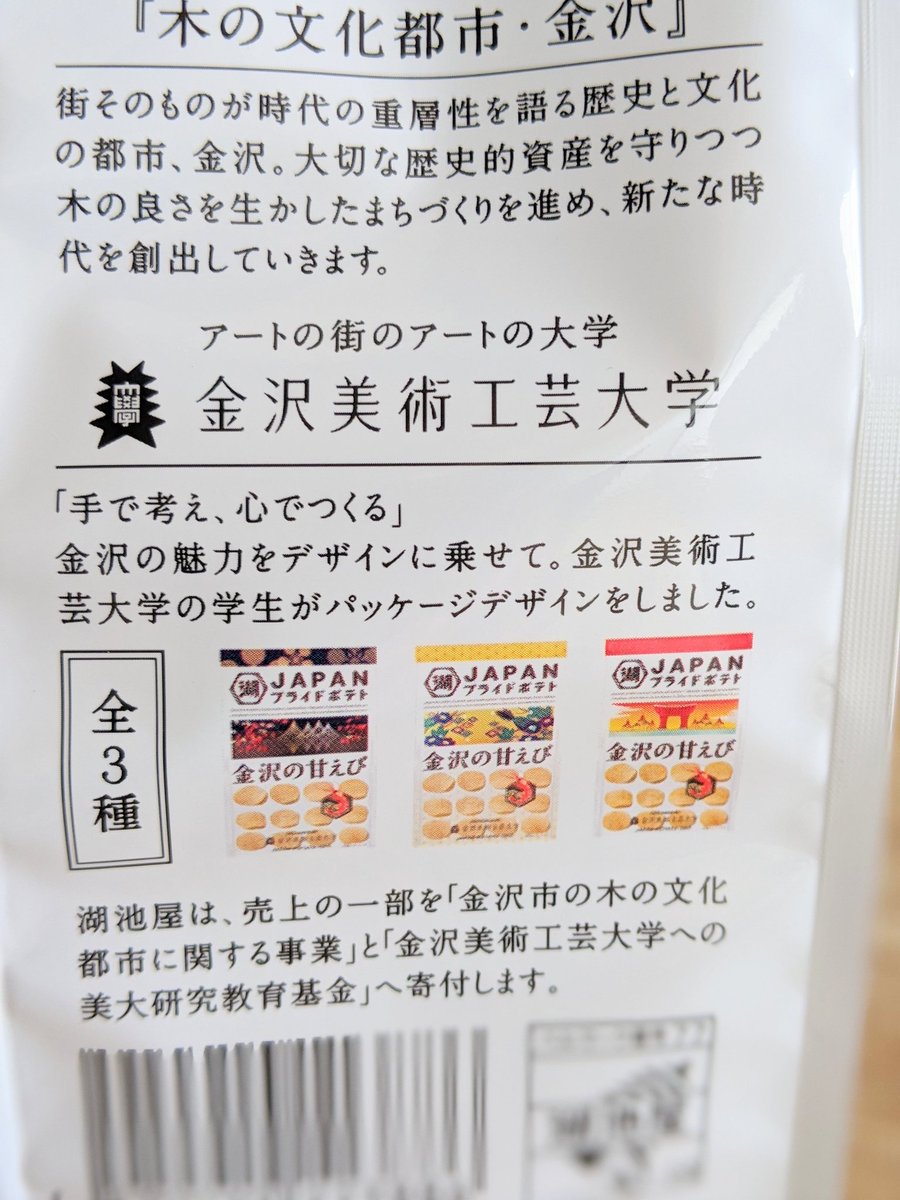 『木の文化都市・金沢』
街そのものが時代の重層性を語る歴史と文化
の都市、金沢。大切な歴史的資産を守りつつ
木の良さを生かしたまちづくりを進め、新たな時
代を創出していきます。
アートの街のアートの大学
金沢美術工芸大学
「手で考え、心でつくる」
金沢の魅力をデザインに乗せて。金沢美術工
芸大学の学生がパッケージデザインをしました。
全3種
湖 JAPAN
プライドポテト
金沢の甘えび
湖 JAPAN
プライドポテト
金沢の甘えび
湖 JAPAN
プライドポテト
金沢の甘えび
湖池屋は、売上の一部を「金沢市の木の文化
都市に関する事業」と「金沢美術工芸大学への
美大研究教育基金」へ寄付します。